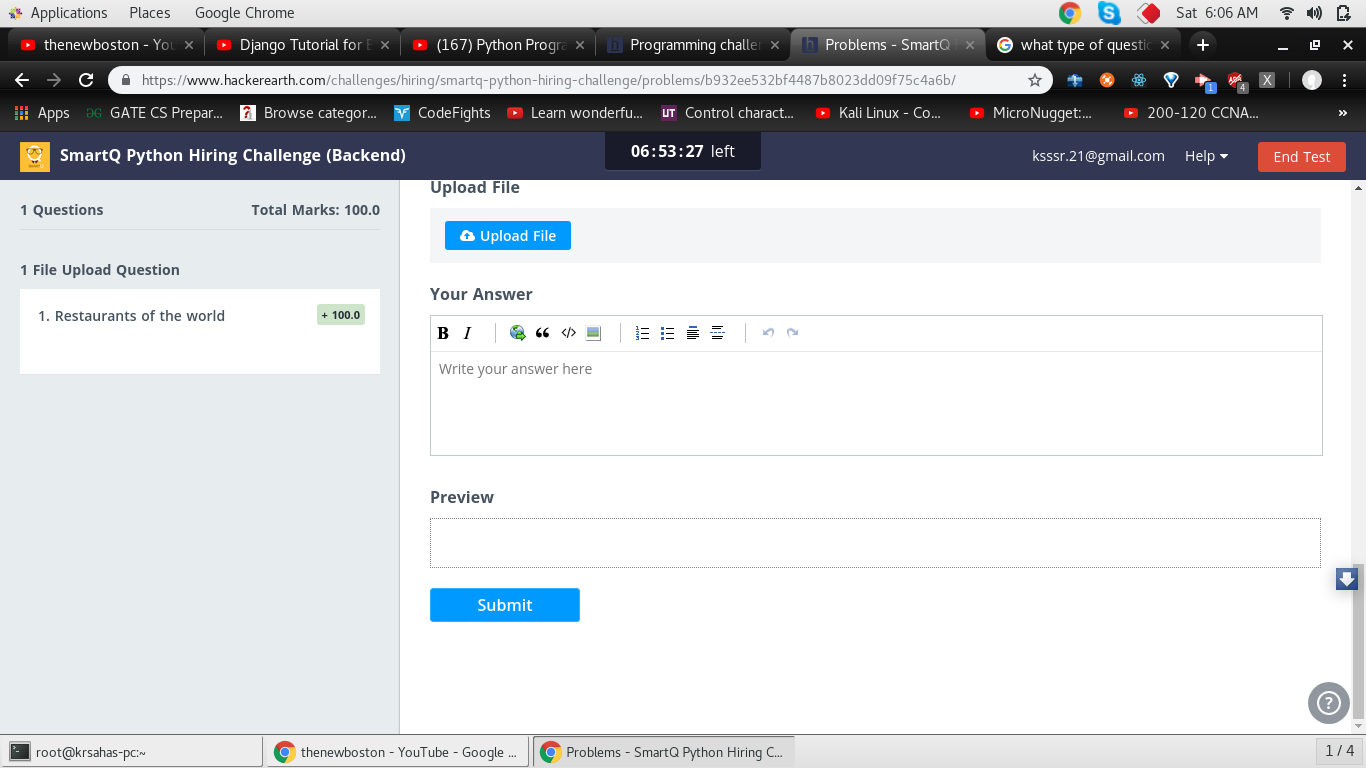 Applications Places Google Chrome Sat 6:06 AM
thenewboston - You Django Tutorial for B (167) Python Progra Programming challen Problems - SmartQ what type of questio
https://www.hackerearth.com/challenges/hiring/smartq-python-hiring-challenge/problems/b932ee532bf4487b8023dd09f75c4a6b/ 1 4 X
Apps GATE CS Prepar... Browse categor... CodeFights Learn wonderfu... UT Control charact... Kali Linux - Co... MicroNugget:... 200-120 CCNA... »
SmartQ Python Hiring Challenge (Backend) 06:53:27 left ksssr.21@gmail.com Help End Test
Upload File
1 Questions Total Marks: 100.0
Upload File
1 File Upload Question
Your Answer
1. Restaurants of the world + 100.0
B I
Write your answer here
Preview
Submit
?
root@krsahas-pc:~ thenewboston - YouTube - Google ... Problems - SmartQ Python Hiring C... 1 / 4